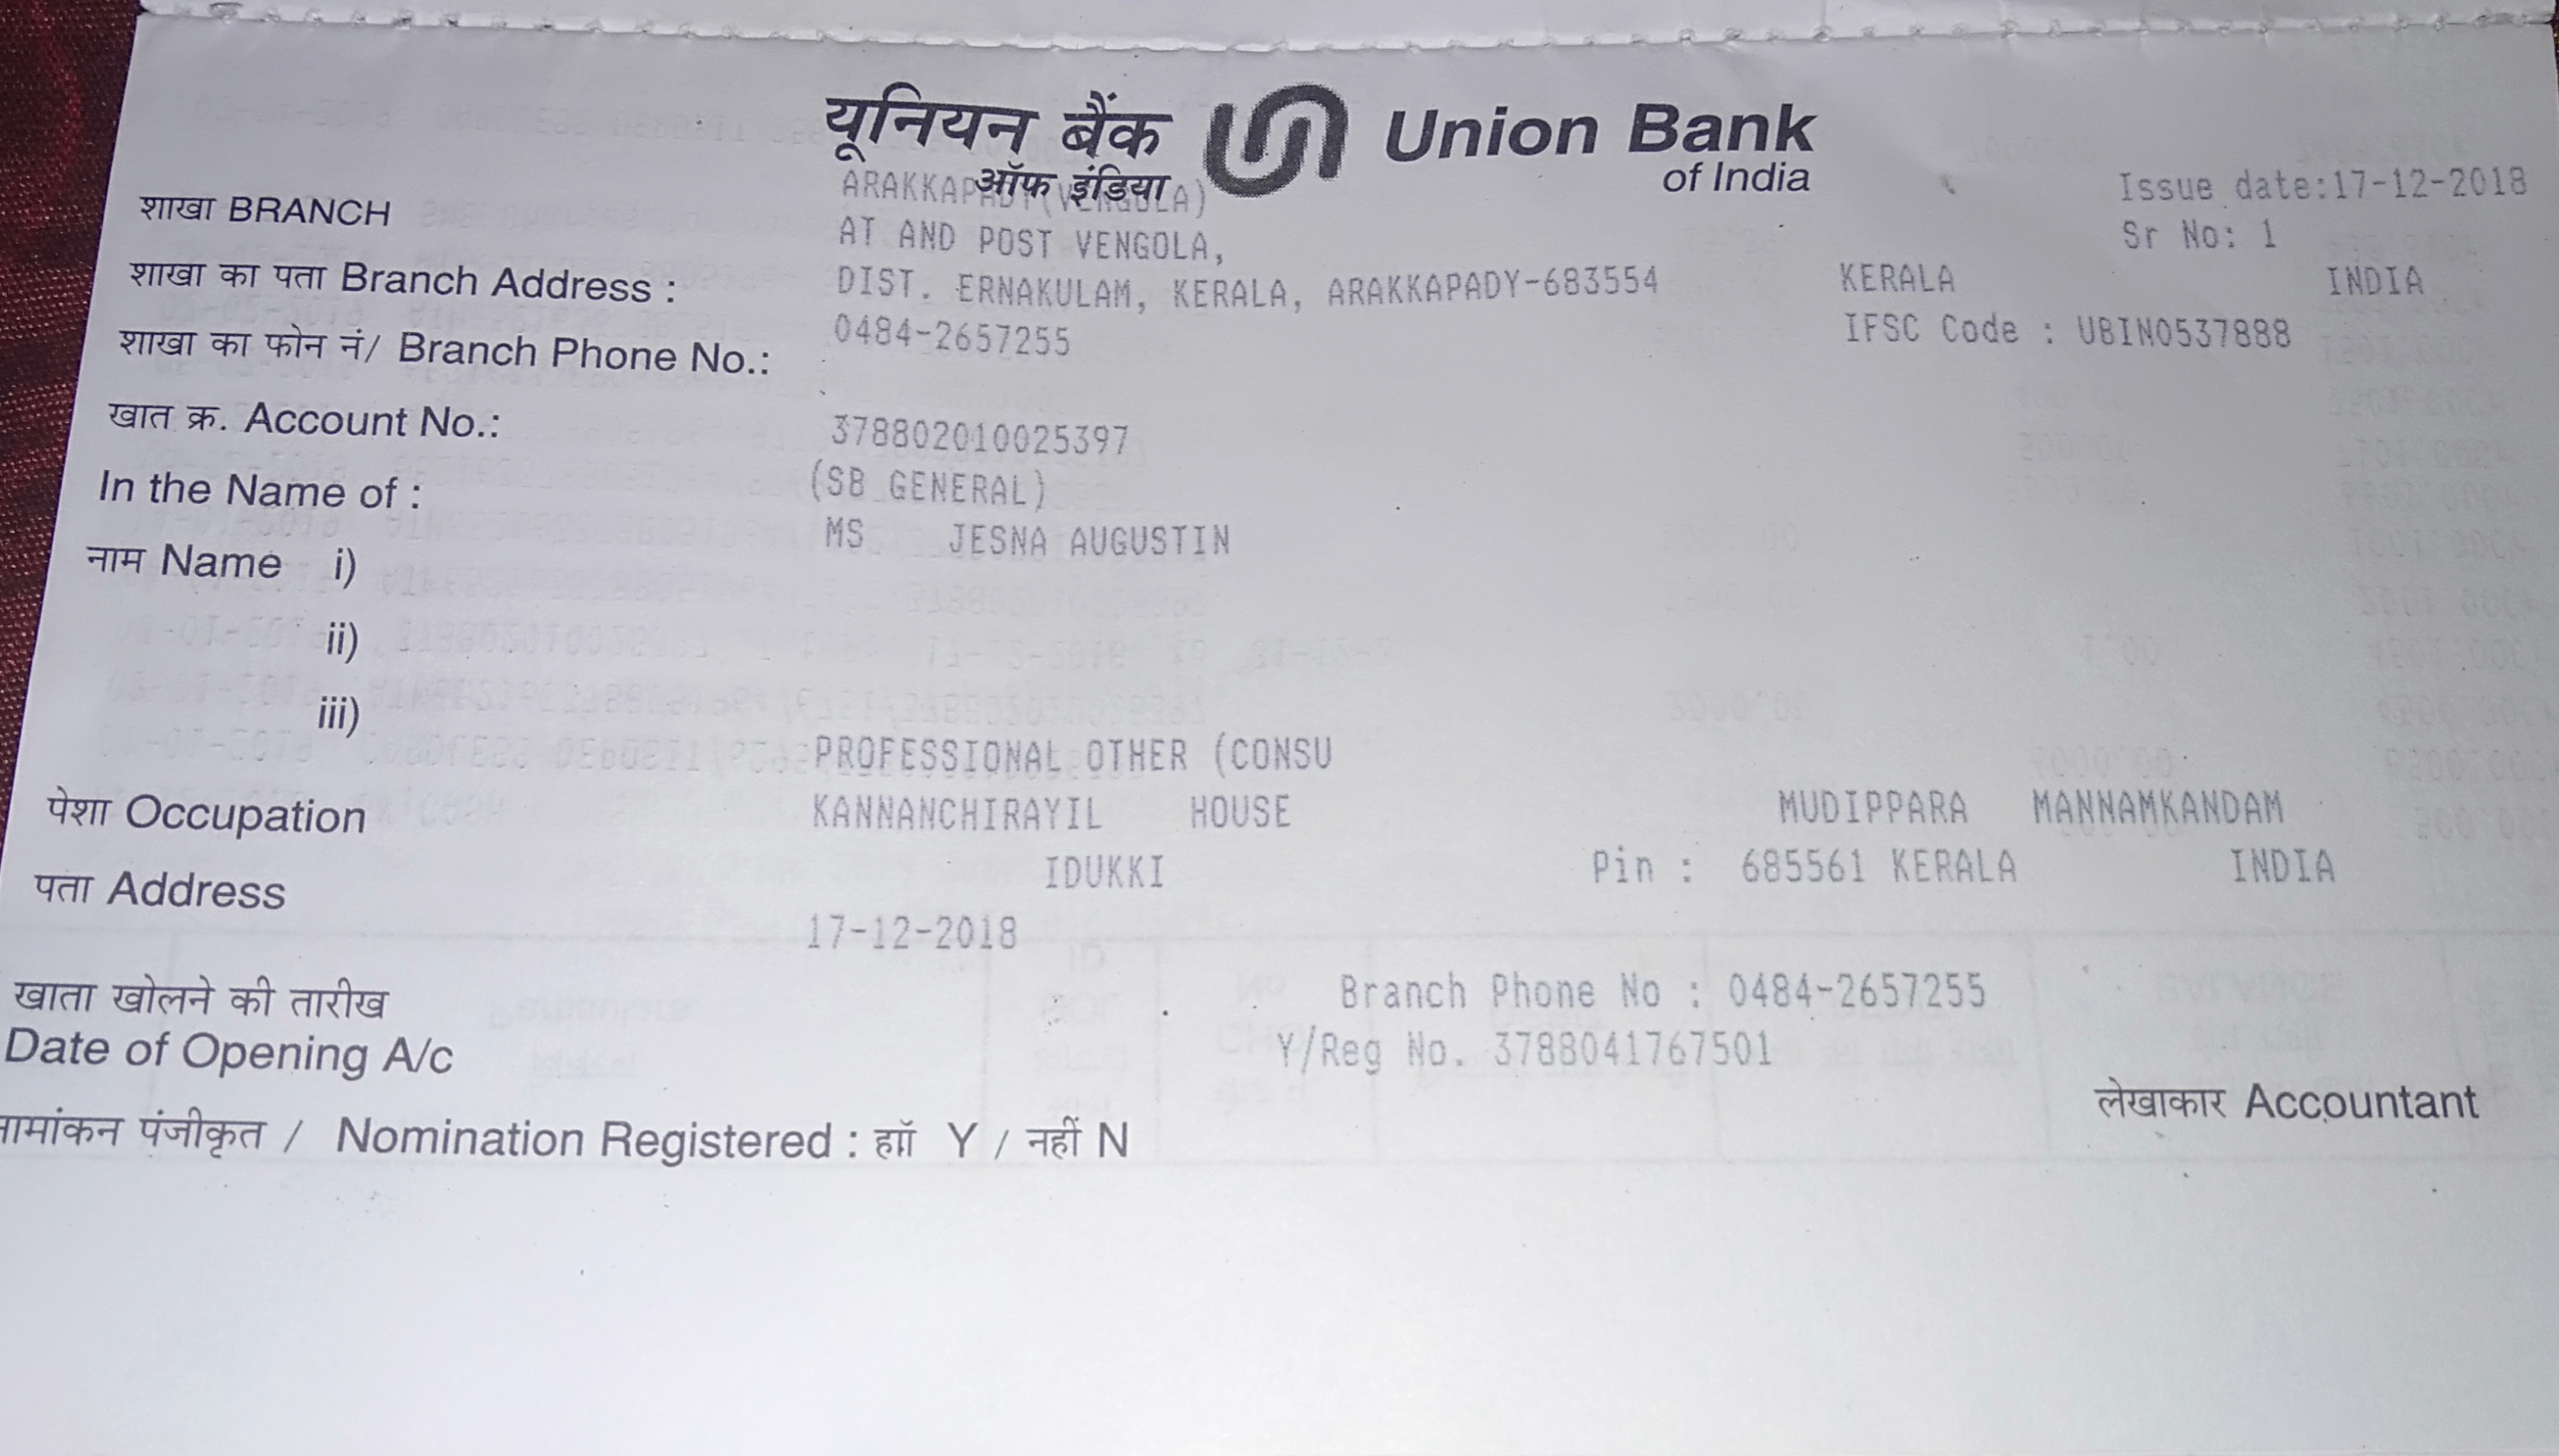 यूनियन बैंक Union Bank
ऑफ इंडिया of India
Issue date:17-12-2018
शाखा BRANCH ARAKKAPADY(VENGOLA)
Sr No: 1
AT AND POST VENGOLA,
शाखा का पता Branch Address : DIST. ERNAKULAM, KERALA, ARAKKAPADY-683554 KERALA INDIA
शाखा का फोन नं/ Branch Phone No.: 0484-2657255 IFSC Code : UBIN0537888
खात क्र. Account No.: 378802010025397
In the Name of : (SB GENERAL)
नाम Name i) MS JESNA AUGUSTIN
ii)
iii)
PROFESSIONAL OTHER (CONSU
पेशा Occupation KANNANCHIRAYIL HOUSE MUDIPPARA MANNAMKANDAM
पता Address IDUKKI Pin : 685561 KERALA INDIA
17-12-2018
खाता खोलने की तारीख Branch Phone No : 0484-2657255
Date of Opening A/c Y/Reg No. 3788041767501
लेखाकार Accountant
नामांकन पंजीकृत / Nomination Registered : हाॅ Y / नहीं N